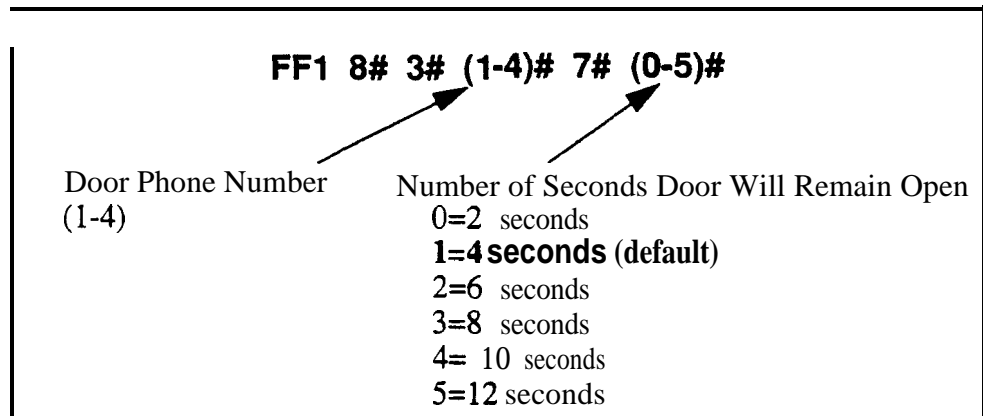 FF1 8# 3# (1-4)# 7# (0-5)#
Door Phone Number
(1-4)
Number of Seconds Door Will Remain Open
0=2 seconds
1=4 seconds (default)
2=6 seconds
3=8 seconds
4= 10 seconds
5=12 seconds